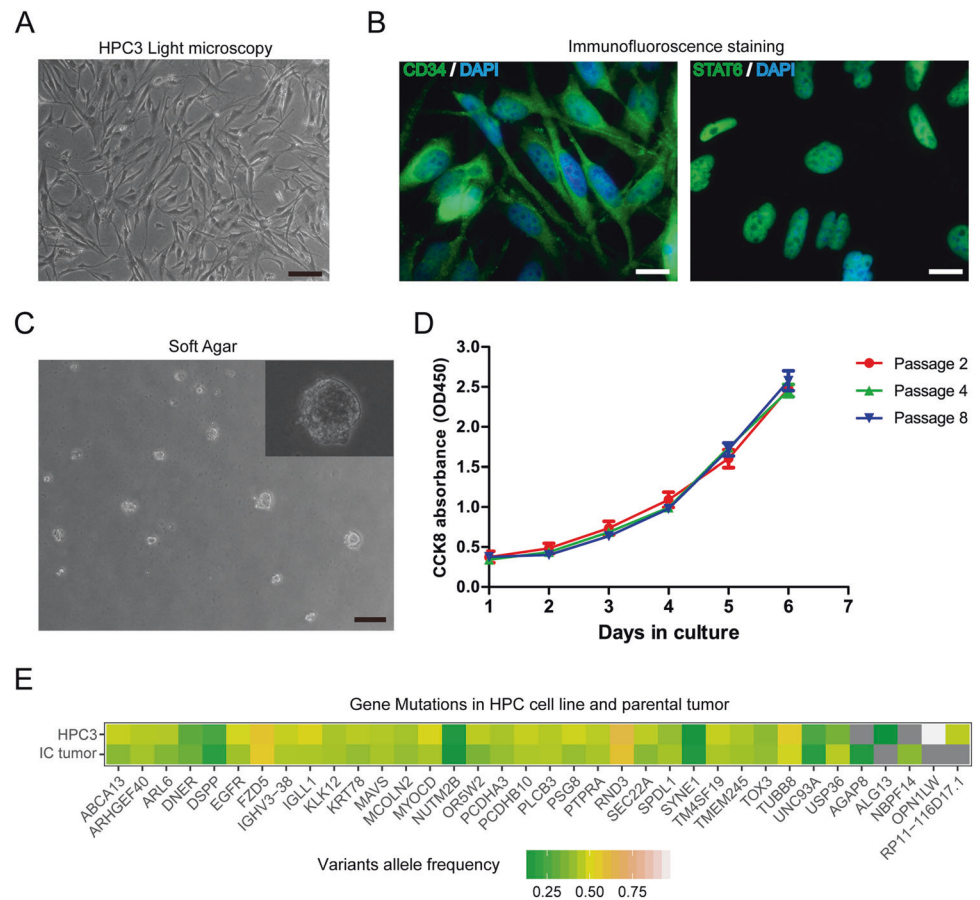 A
HPC3 Light microscopy
B
Immunofluoroscence staining
CD34 / DAPI
STAT6 / DAPI
C
Soft Agar
D
CCK8 absorbance (OD450)
3.0
2.5
2.0
1.5
1.0
0.5
0.0
1 2 3 4 5 6 7
Days in culture
Passage 2
Passage 4
Passage 8
E
Gene Mutations in HPC cell line and parental tumor
HPC3
IC tumor
ABCA13
ARHGEF40
ARL6
DNER
DSPP
EGFR
FZD5
IGHV3-38
IGLL1
KLK12
KRT78
MAVS
MCOLN2
MYOCD
NUTM2B
OR5W2
PCDHA3
PCDHB10
PLCB3
PSG8
PTPRA
RND3
SEC22A
SPDL1
SYNE1
TM4SF19
TMEM245
TOX3
TUBB8
UNC93A
USP36
AGAP8
ALG13
NBPF14
OPN1LW
RP11-116D17.1
Variants allele frequency
0.25 0.50 0.75